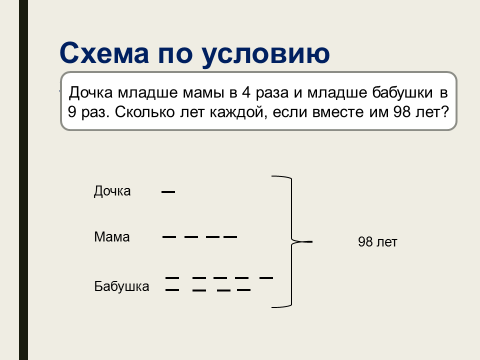 Схема по условию
Дочка младше мамы в 4 раза и младше бабушки в
9 раз. Сколько лет каждой, если вместе им 98 лет?
Дочка
Мама
98 лет
Бабушка